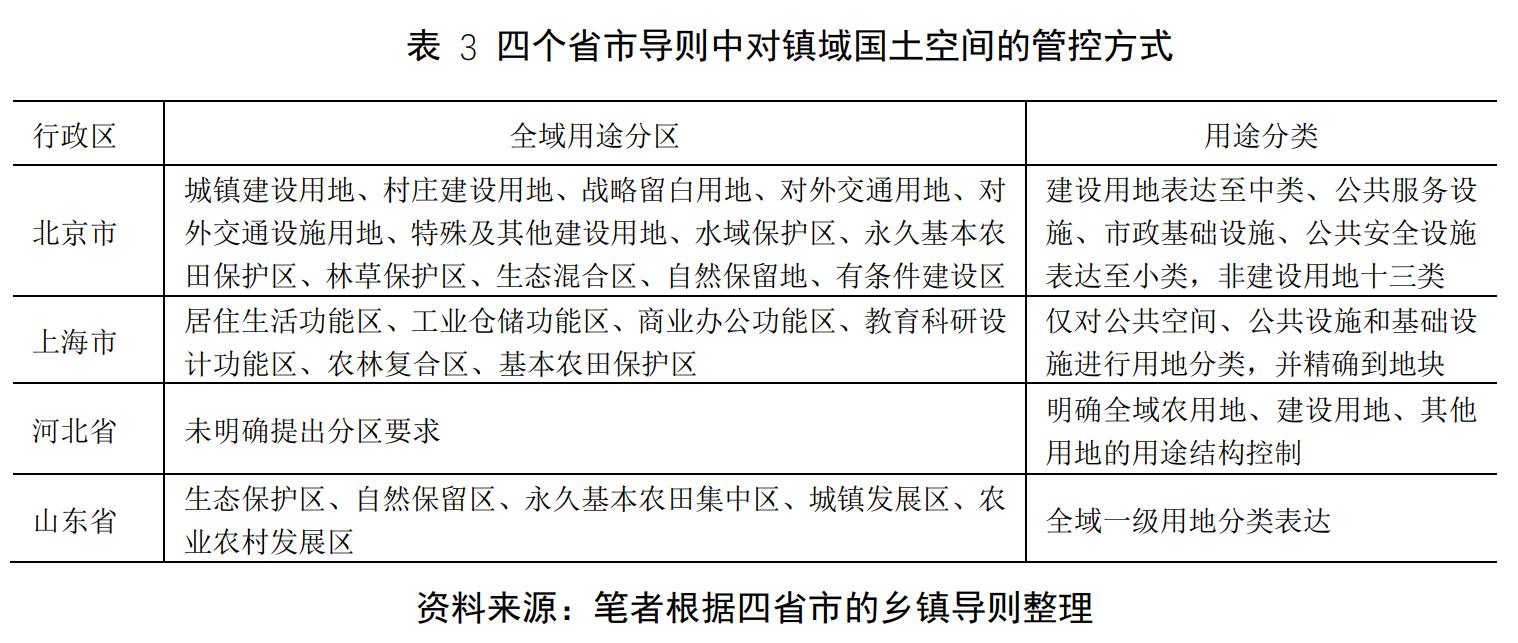 表 3 四个省市导则中对镇域国土空间的管控方式
行政区 全域用途分区 用途分类
北京市
城镇建设用地、村庄建设用地、战略留白用地、对外交通用地、对
外交通设施用地、特殊及其他建设用地、水域保护区、永久基本农
田保护区、林草保护区、生态混合区、自然保留地、有条件建设区
建设用地表达至中类、公共服务设
施、市政基础设施、公共安全设施
表达至小类，非建设用地十三类
上海市
居住生活功能区、工业仓储功能区、商业办公功能区、教育科研设
计功能区、农林复合区、基本农田保护区
仅对公共空间、公共设施和基础设
施进行用地分类，并精确到地块
河北省
未明确提出分区要求
明确全域农用地、建设用地、其他
用地的用途结构控制
山东省
生态保护区、自然保留区、永久基本农田集中区、城镇发展区、农
业农村发展区
全域一级用地分类表达
资料来源：笔者根据四省市的乡镇导则整理